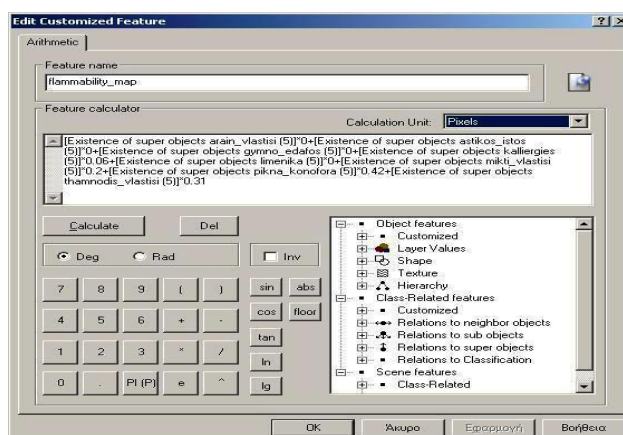 Edit Customized Feature
Arithmetic
Feature name
flammability_map
Feature calculator
Calculation Unit: Pixels
[Existence of super objects arain_vlastisi (5)]*0+[Existence of super objects astikos_istos
(5)]*0+[Existence of super objects gymno_edafos (5)]*0+[Existence of super objects kalliergies
(5)]*0.06+[Existence of super objects limenika (5)]*0+[Existence of super objects mikti_vlastisi
(5)]*0.2+[Existence of super objects pikna_konofora (5)]*0.42+[Existence of super objects
thamnodis_vlastisi (5)]*0.31
Calculate Del
Deg Rad Inv
7 8 9 ( ) sin abs
4 5 6 + - cos floor
1 2 3 * / tan
ln
0 . PI (P) e ^ lg
Object features
Customized
Layer Values
Shape
Texture
Hierarchy
Class-Related features
Customized
Relations to neighbor objects
Relations to sub objects
Relations to super objects
Relations to Classification
Scene features
Class-Related
OK Άκυρο Εφαρμογή Βοήθεια